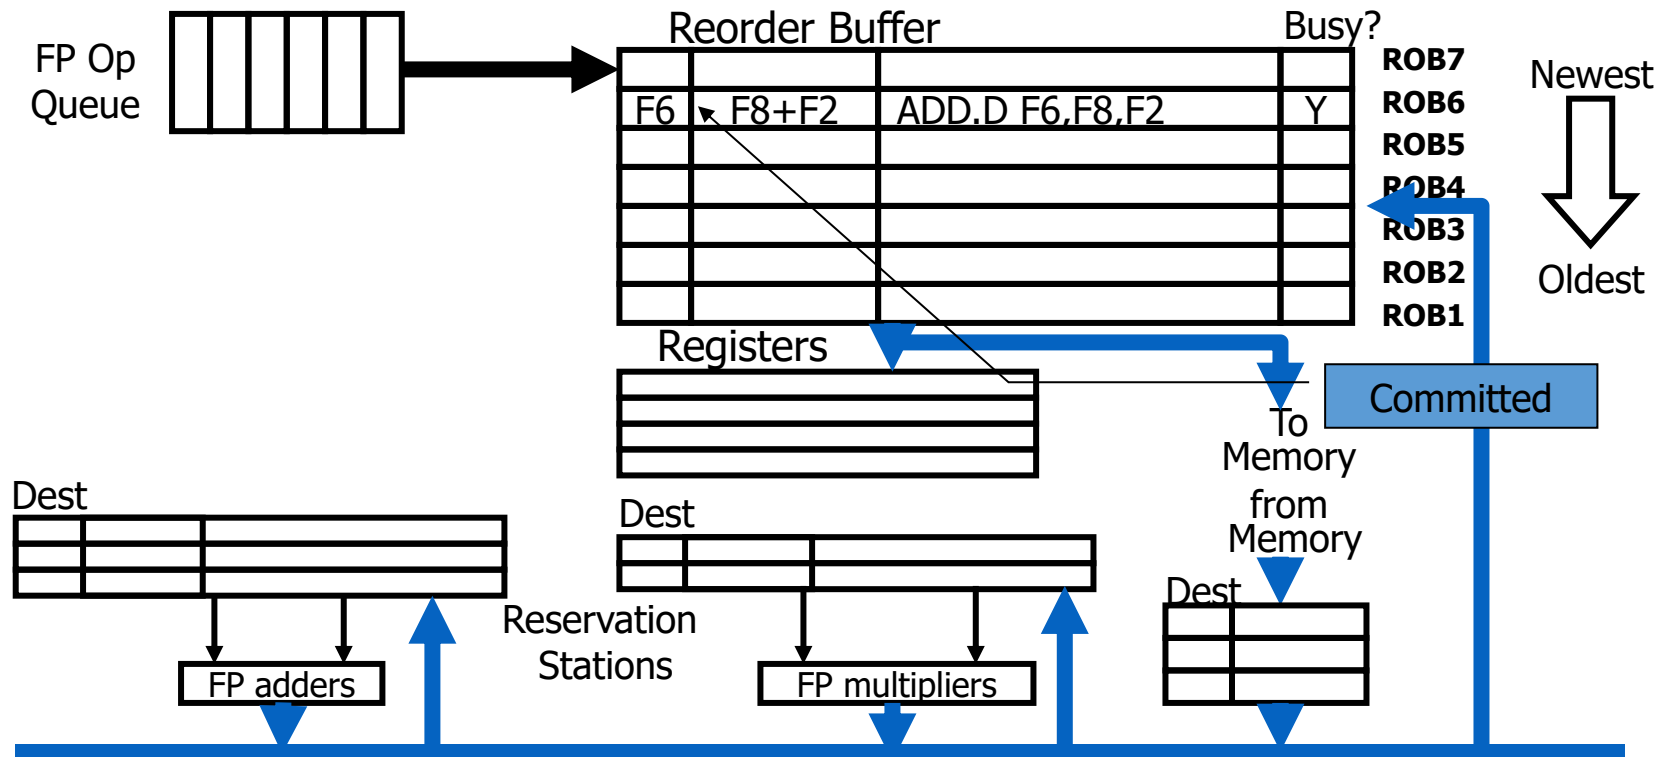 Reorder Buffer
Busy?
FP Op
Queue
ROB7
Newest
F6 F8+F2 ADD.D F6,F8,F2 Y
ROB6
ROB5
ROB4
ROB3
ROB2
Oldest
ROB1
Registers
Committed
To
Memory
from
Memory
Dest
Dest
Dest
Reservation
Stations
FP adders
FP multipliers